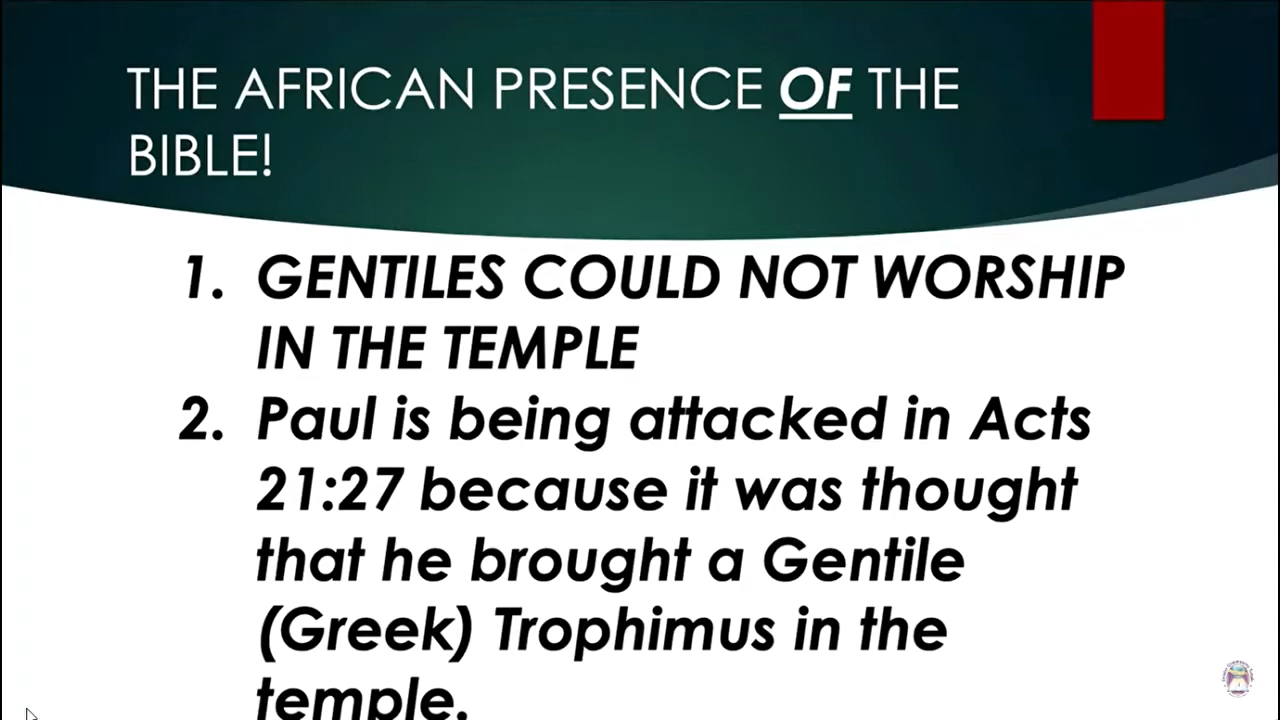 THE AFRICAN PRESENCE OF THE
BIBLE!
1. GENTILES COULD NOT WORSHIP
IN THE TEMPLE
2. Paul is being attacked in Acts
21:27 because it was thought
that he brought a Gentile
(Greek) Trophimus in the
temple.